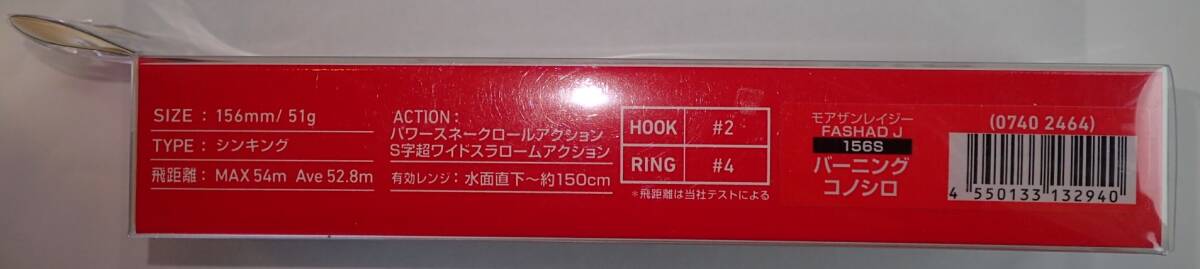 SIZE : 156mm/ 51g
TYPE : シンキング
飛距離 : MAX 54m Ave 52.8m
ACTION :
パワースネークロールアクション
S字超ワイドスラロームアクション
有効レンジ : 水面直下〜約150cm
HOOK #2
RING #4
*飛距離は当社テストによる
モアザンレイジー
FASHAD J
156S
バーニング
コノシロ
(0740 2464)
4 550133 132940